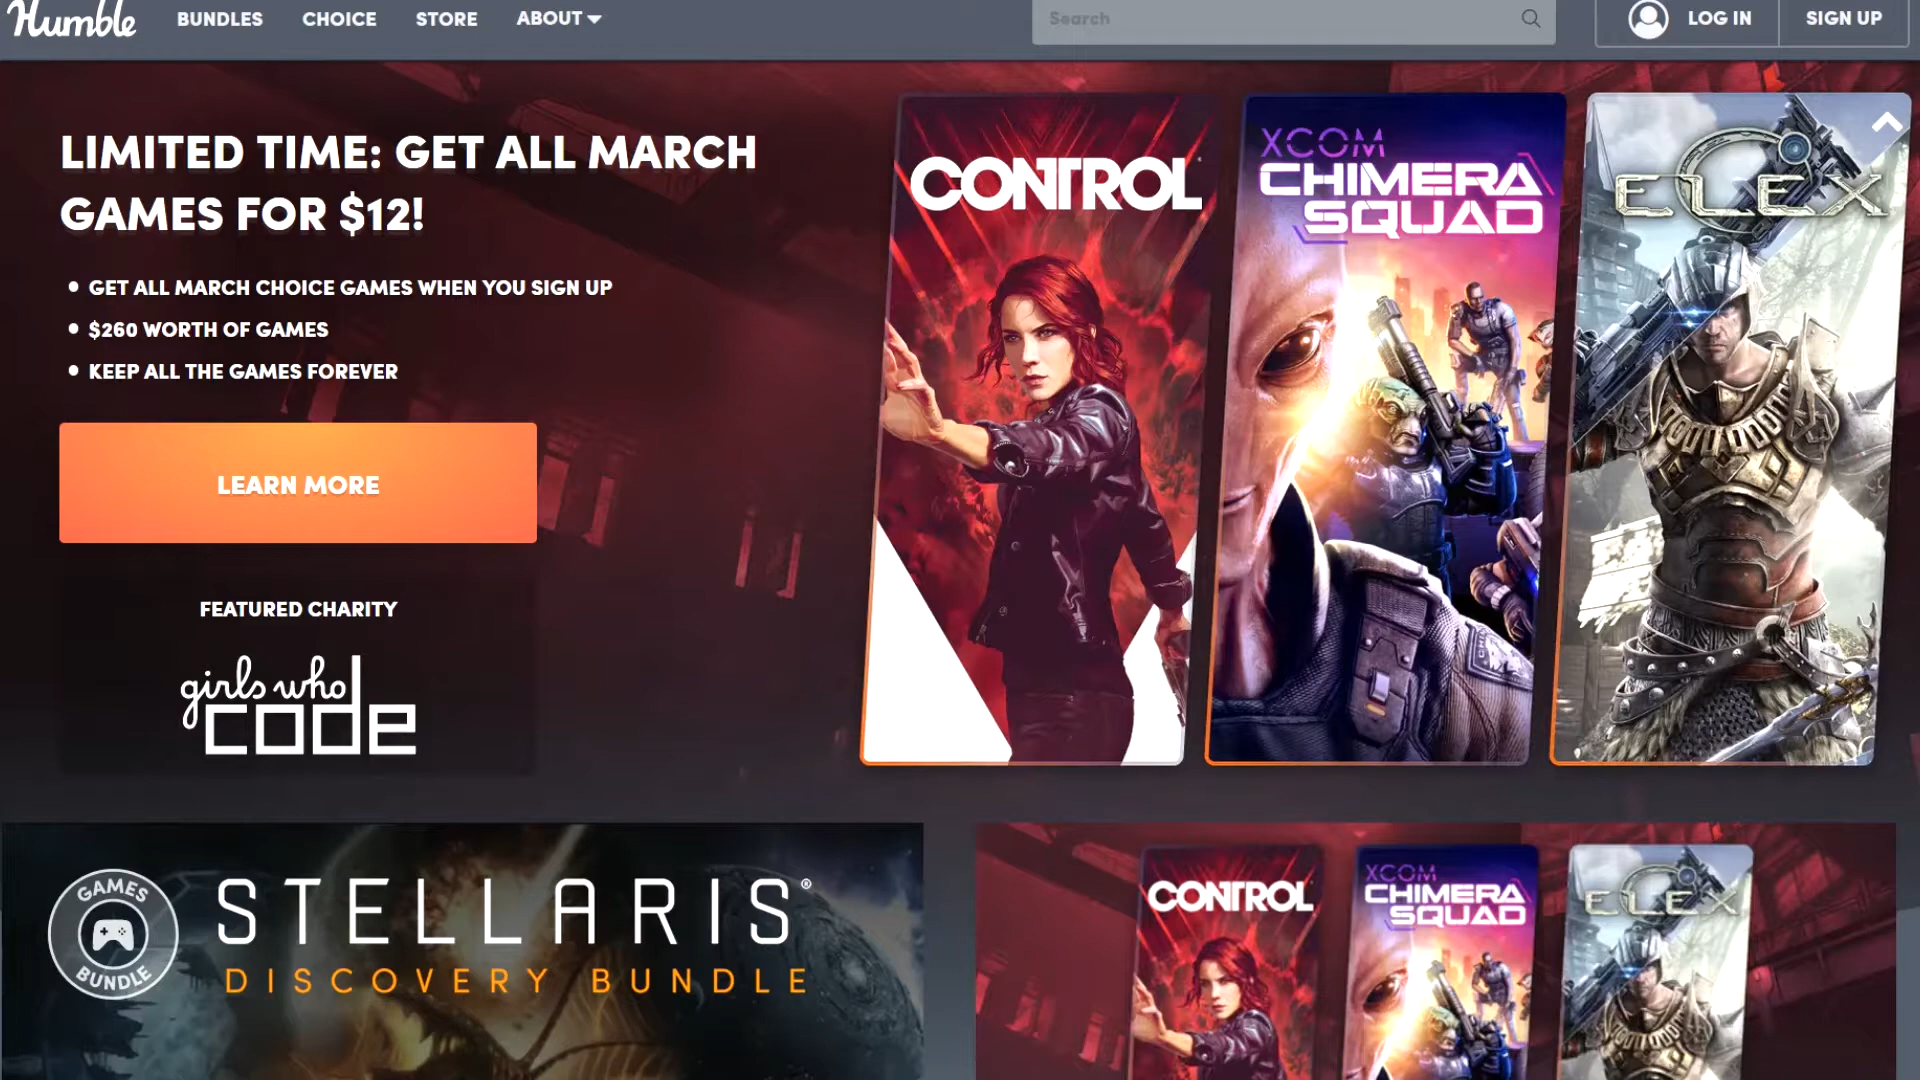 Humble
BUNDLES
CHOICE
STORE
ABOUT
Search
LOG IN
SIGN UP
LIMITED TIME: GET ALL MARCH
GAMES FOR $12!
• GET ALL MARCH CHOICE GAMES WHEN YOU SIGN UP
• $260 WORTH OF GAMES
• KEEP ALL THE GAMES FOREVER
LEARN MORE
FEATURED CHARITY
girls who
code
CONTROL
XCOM
CHIMERA
SQUAD
ELEX
GAMES
BUNDLE
STELLARIS®
DISCOVERY BUNDLE
CONTROL
XCOM
CHIMERA
SQUAD
ELEX